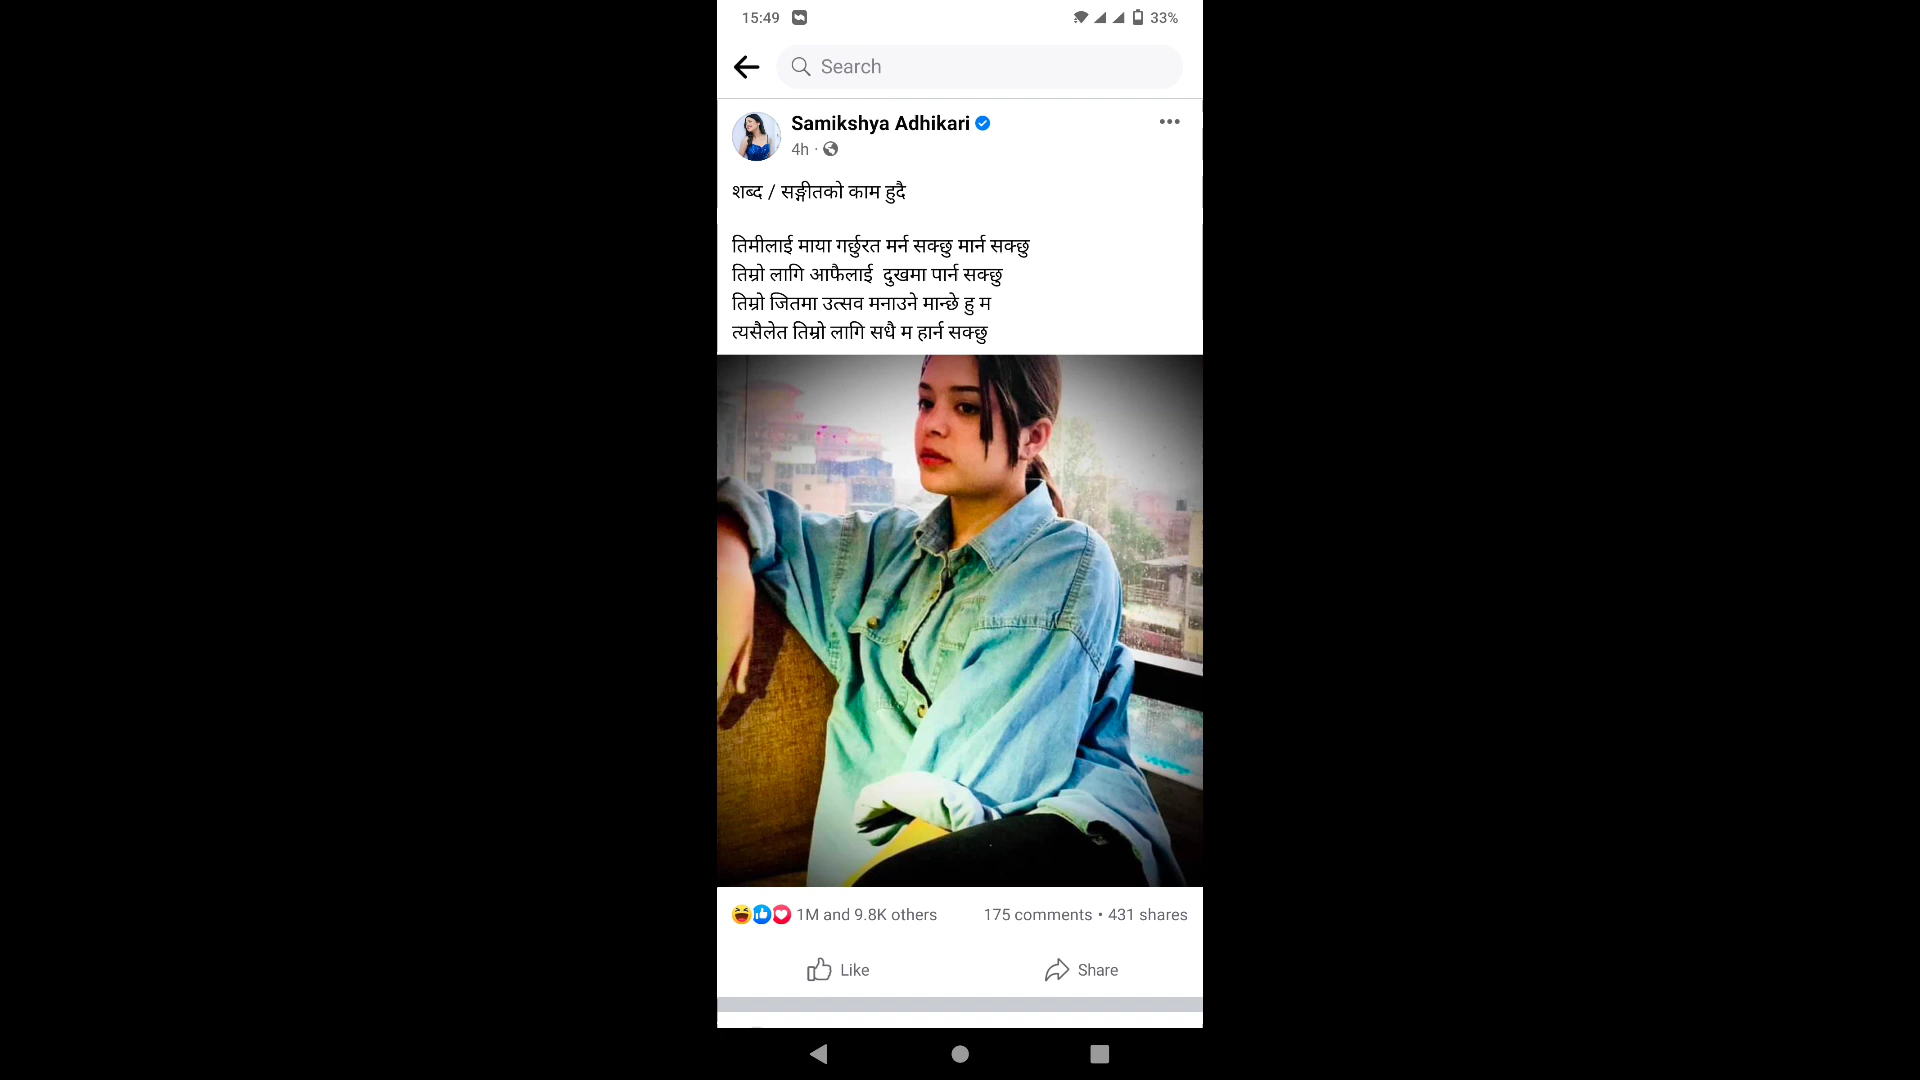 15:49
33%
Search
Samikshya Adhikari
4h ·
शब्द / सङ्गीतको काम हुदै
तिमीलाई माया गर्छुरत मर्न सक्छु मार्न सक्छु
तिम्रो लागि आफैलाई  दुखमा पार्न सक्छु
तिम्रो जितमा उत्सव मनाउने मान्छे हु म
त्यसैलेत तिम्रो लागि सधै म हार्न सक्छु
1M and 9.8K others
175 comments • 431 shares
Like
Share